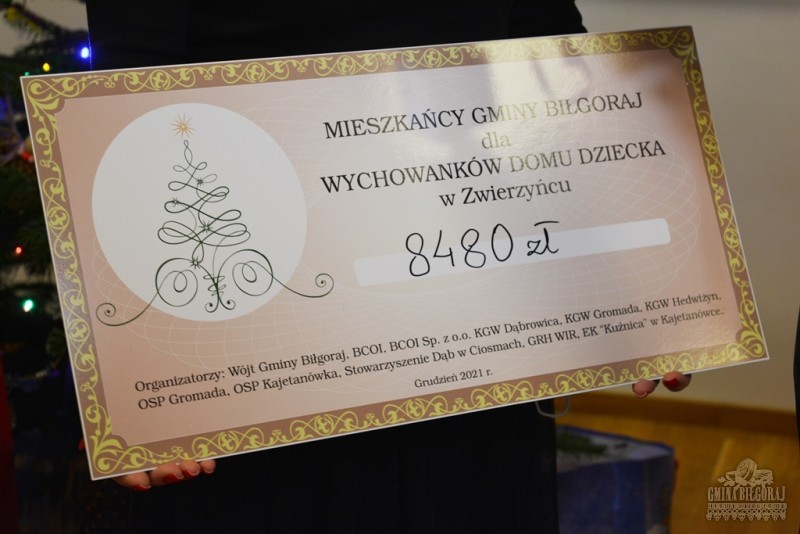 MIESZKAŃCY GMINY BIŁGORAJ
dla
WYCHOWANKÓW DOMU DZIECKA
w Zwierzyńcu
8480 zł
Organizatorzy: Wójt Gminy Biłgoraj, BCOI, BCOI Sp. z o.o. KGW Dąbrowica, KGW Gromada, KGW Hedwiżyn,
OSP Gromada, OSP Kajetanówka, Stowarzyszenie Dąb w Ciosmach, GRH WIR, EK "Kuźnica" w Kajetanówce.
Grudzień 2021 r.
GMINA BIŁGORAJ